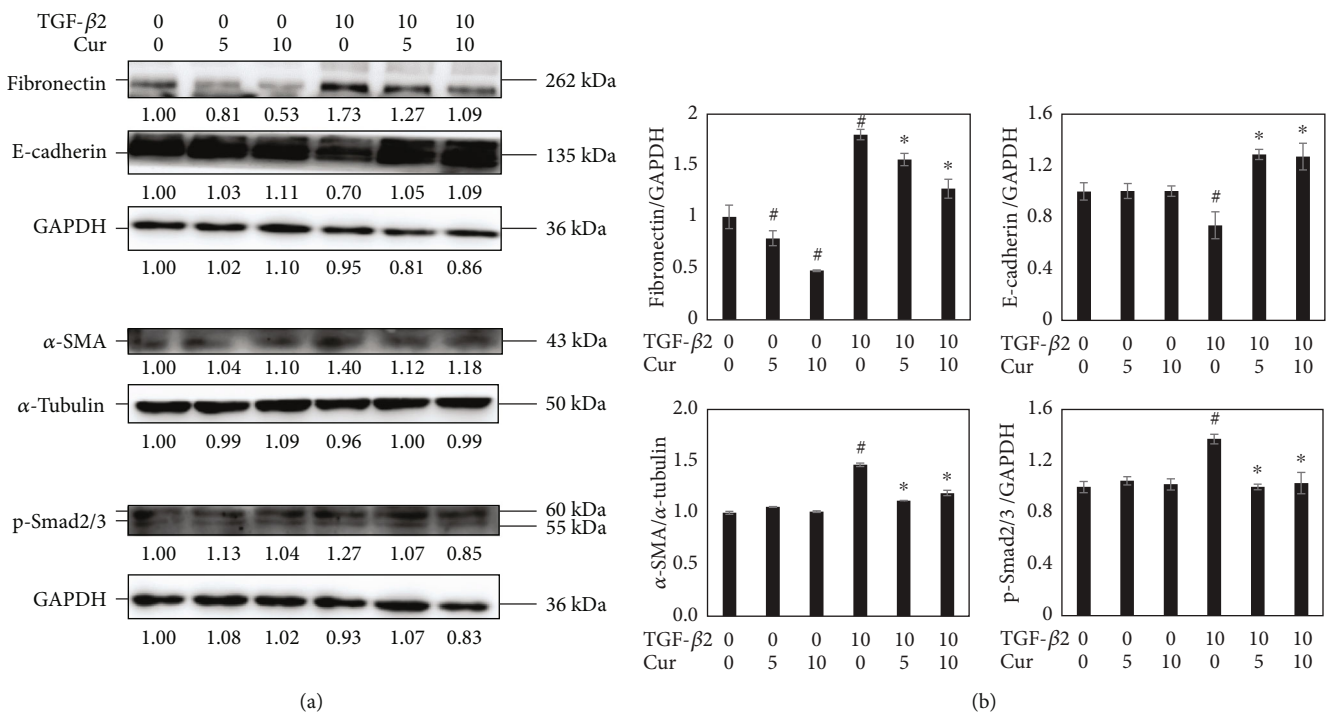 TGF-β2 0 0 0 10 10 10
Cur 0 5 10 0 5 10
Fibronectin 262 kDa
1.00 0.81 0.53 1.73 1.27 1.09
E-cadherin 135 kDa
1.00 1.03 1.11 0.70 1.05 1.09
GAPDH 36 kDa
1.00 1.02 1.10 0.95 0.81 0.86
α-SMA 43 kDa
1.00 1.04 1.10 1.40 1.12 1.18
α-Tubulin 50 kDa
1.00 0.99 1.09 0.96 1.00 0.99
p-Smad2/3 60 kDa
55 kDa
1.00 1.13 1.04 1.27 1.07 0.85
GAPDH 36 kDa
1.00 1.08 1.02 0.93 1.07 0.83
(a)
Fibronectin/GAPDH
2
1.5
1
0.5
0
# # # * *
TGF-β2 0 0 0 10 10 10
Cur 0 5 10 0 5 10
E-cadherin /GAPDH
1.6
1.2
0.8
0.4
0
# * *
TGF-β2 0 0 0 10 10 10
Cur 0 5 10 0 5 10
α-SMA/α-tubulin
2.0
1.5
1.0
0.5
0.0
# * *
TGF-β2 0 0 0 10 10 10
Cur 0 5 10 0 5 10
p-Smad2/3 /GAPDH
1.6
1.2
0.8
0.4
0
# * *
TGF-β2 0 0 0 10 10 10
Cur 0 5 10 0 5 10
(b)